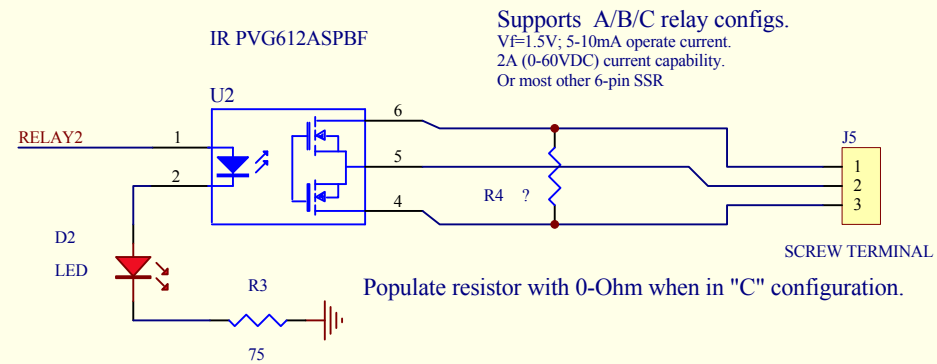 Supports A/B/C relay configs.
IR PVG612ASPBF
Vf=1.5V; 5-10mA operate current.
2A (0-60VDC) current capability.
Or most other 6-pin SSR
U2
RELAY2
1
2
6
5
4
R4 ?
J5
1
2
3
SCREW TERMINAL
D2
LED
R3
75
Populate resistor with 0-Ohm when in "C" configuration.